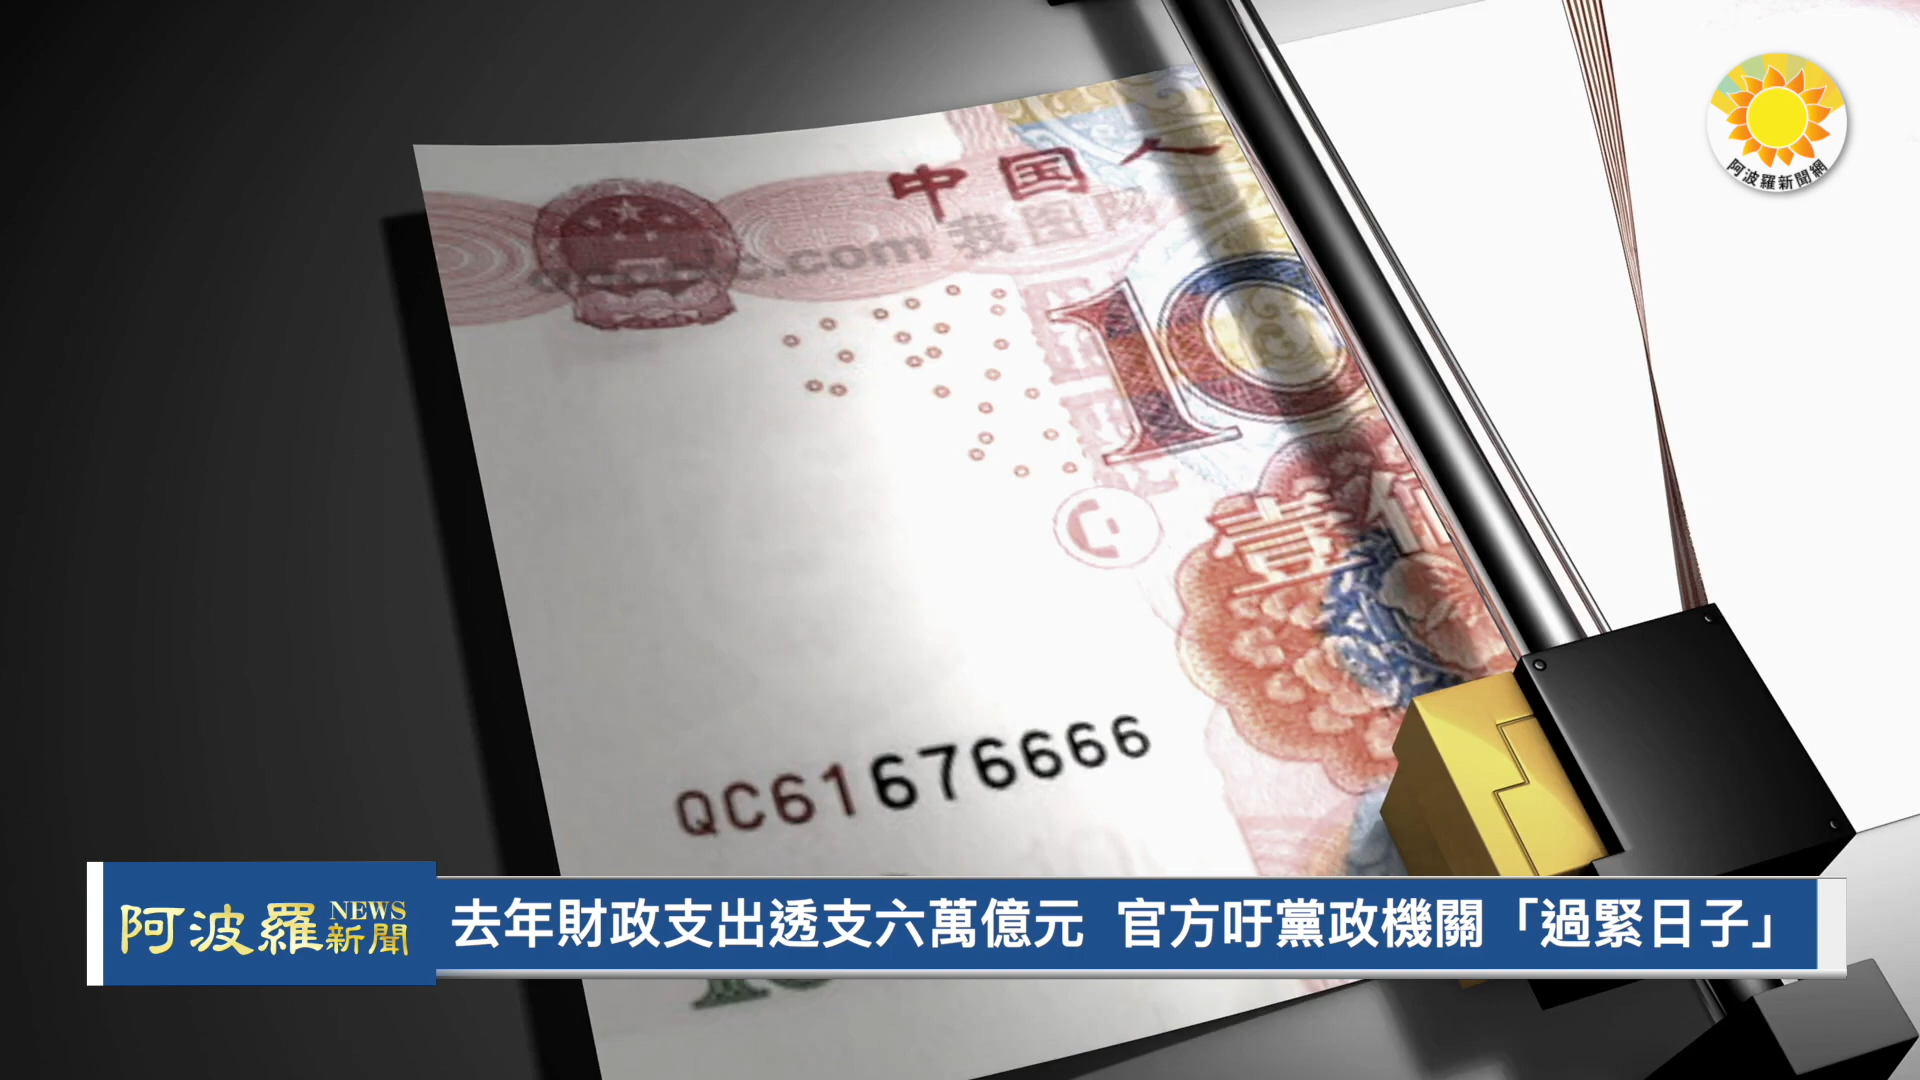 阿波羅新聞網
中国人
.com 我图网
10
壹佰
QC61676666
阿波羅新聞 NEWS
去年財政支出透支六萬億元 官方吁黨政機關「過緊日子」